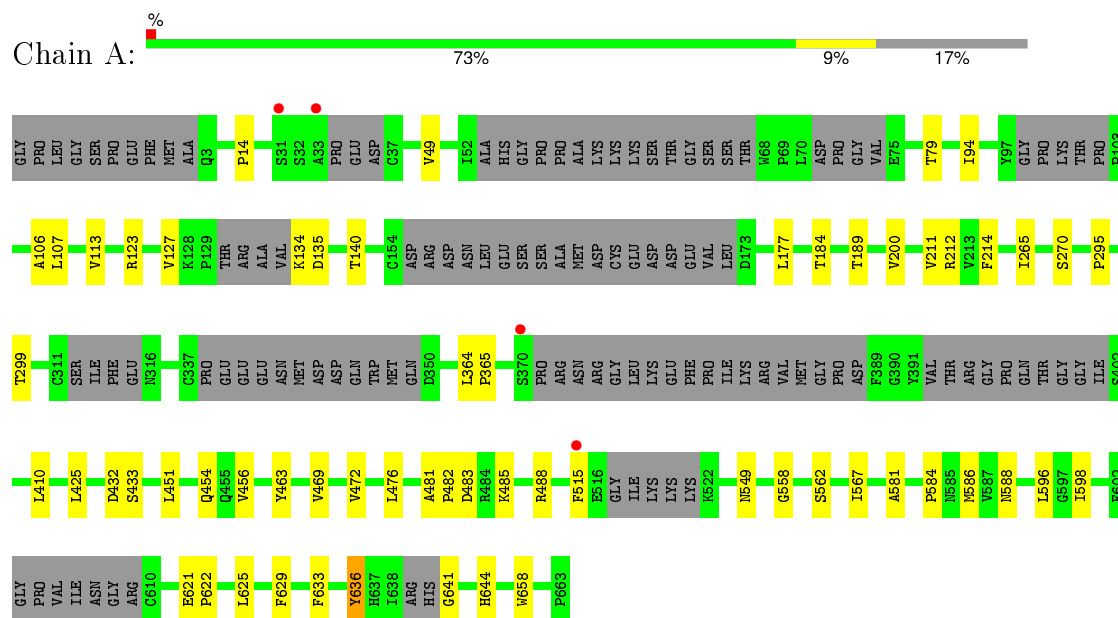 %
Chain A:
73% 9% 17%
GLY PRO LEU GLY SER PRO GLU PHE MET ALA Q3 P14 S31 S32 A33 PRO GLU ASP C37 V49 I52 ALA HIS GLY PRO PRO ALA LYS LYS LYS SER THR GLY SER SER THR W68 P69 L70 ASP PRO GLY VAL E75 T79 I94 Y97 GLY PRO LYS THR PRO
A106 L107 V113 R123 V127 K128 P129 THR ARG ALA VAL K134 D135 T140 C154 ASP ARG ASP ASP ASN LEU GLU SER SER ALA MET ASP CYS GLU ASP ASP GLU VAL LEU D173 L177 T184 T189 V200 V211 R212 V213 F214 I265 S270 P295
T299 C311 SER ILE PHE GLU N316 C337 PRO GLU GLU GLU ASN MET ASP ASP GLN TRP MET GLN D350 L364 P365 S370 PRO ARG ASN ARG GLY LEU LYS GLU PHE PRO ILE LYS ARG VAL MET GLY PRO ASP F389 G390 Y391 VAL THR ARG GLY PRO GLN THR GLY GLY ILE S402
L410 L425 D432 S433 L451 Q454 Q455 V456 Y463 V469 V472 L476 A481 P482 D483 R484 K485 R488 F515 E516 GLY ILE LYS LYS LYS K522 N549 G558 S562 I567 A581 P584 N585 M586 V587 N588 L596 G597 I598
GLY PRO VAL ILE ASN GLY ARG C610 E621 P622 L625 F629 F633 Y636 H637 I638 ARG HIS G641 H644 W658 P663